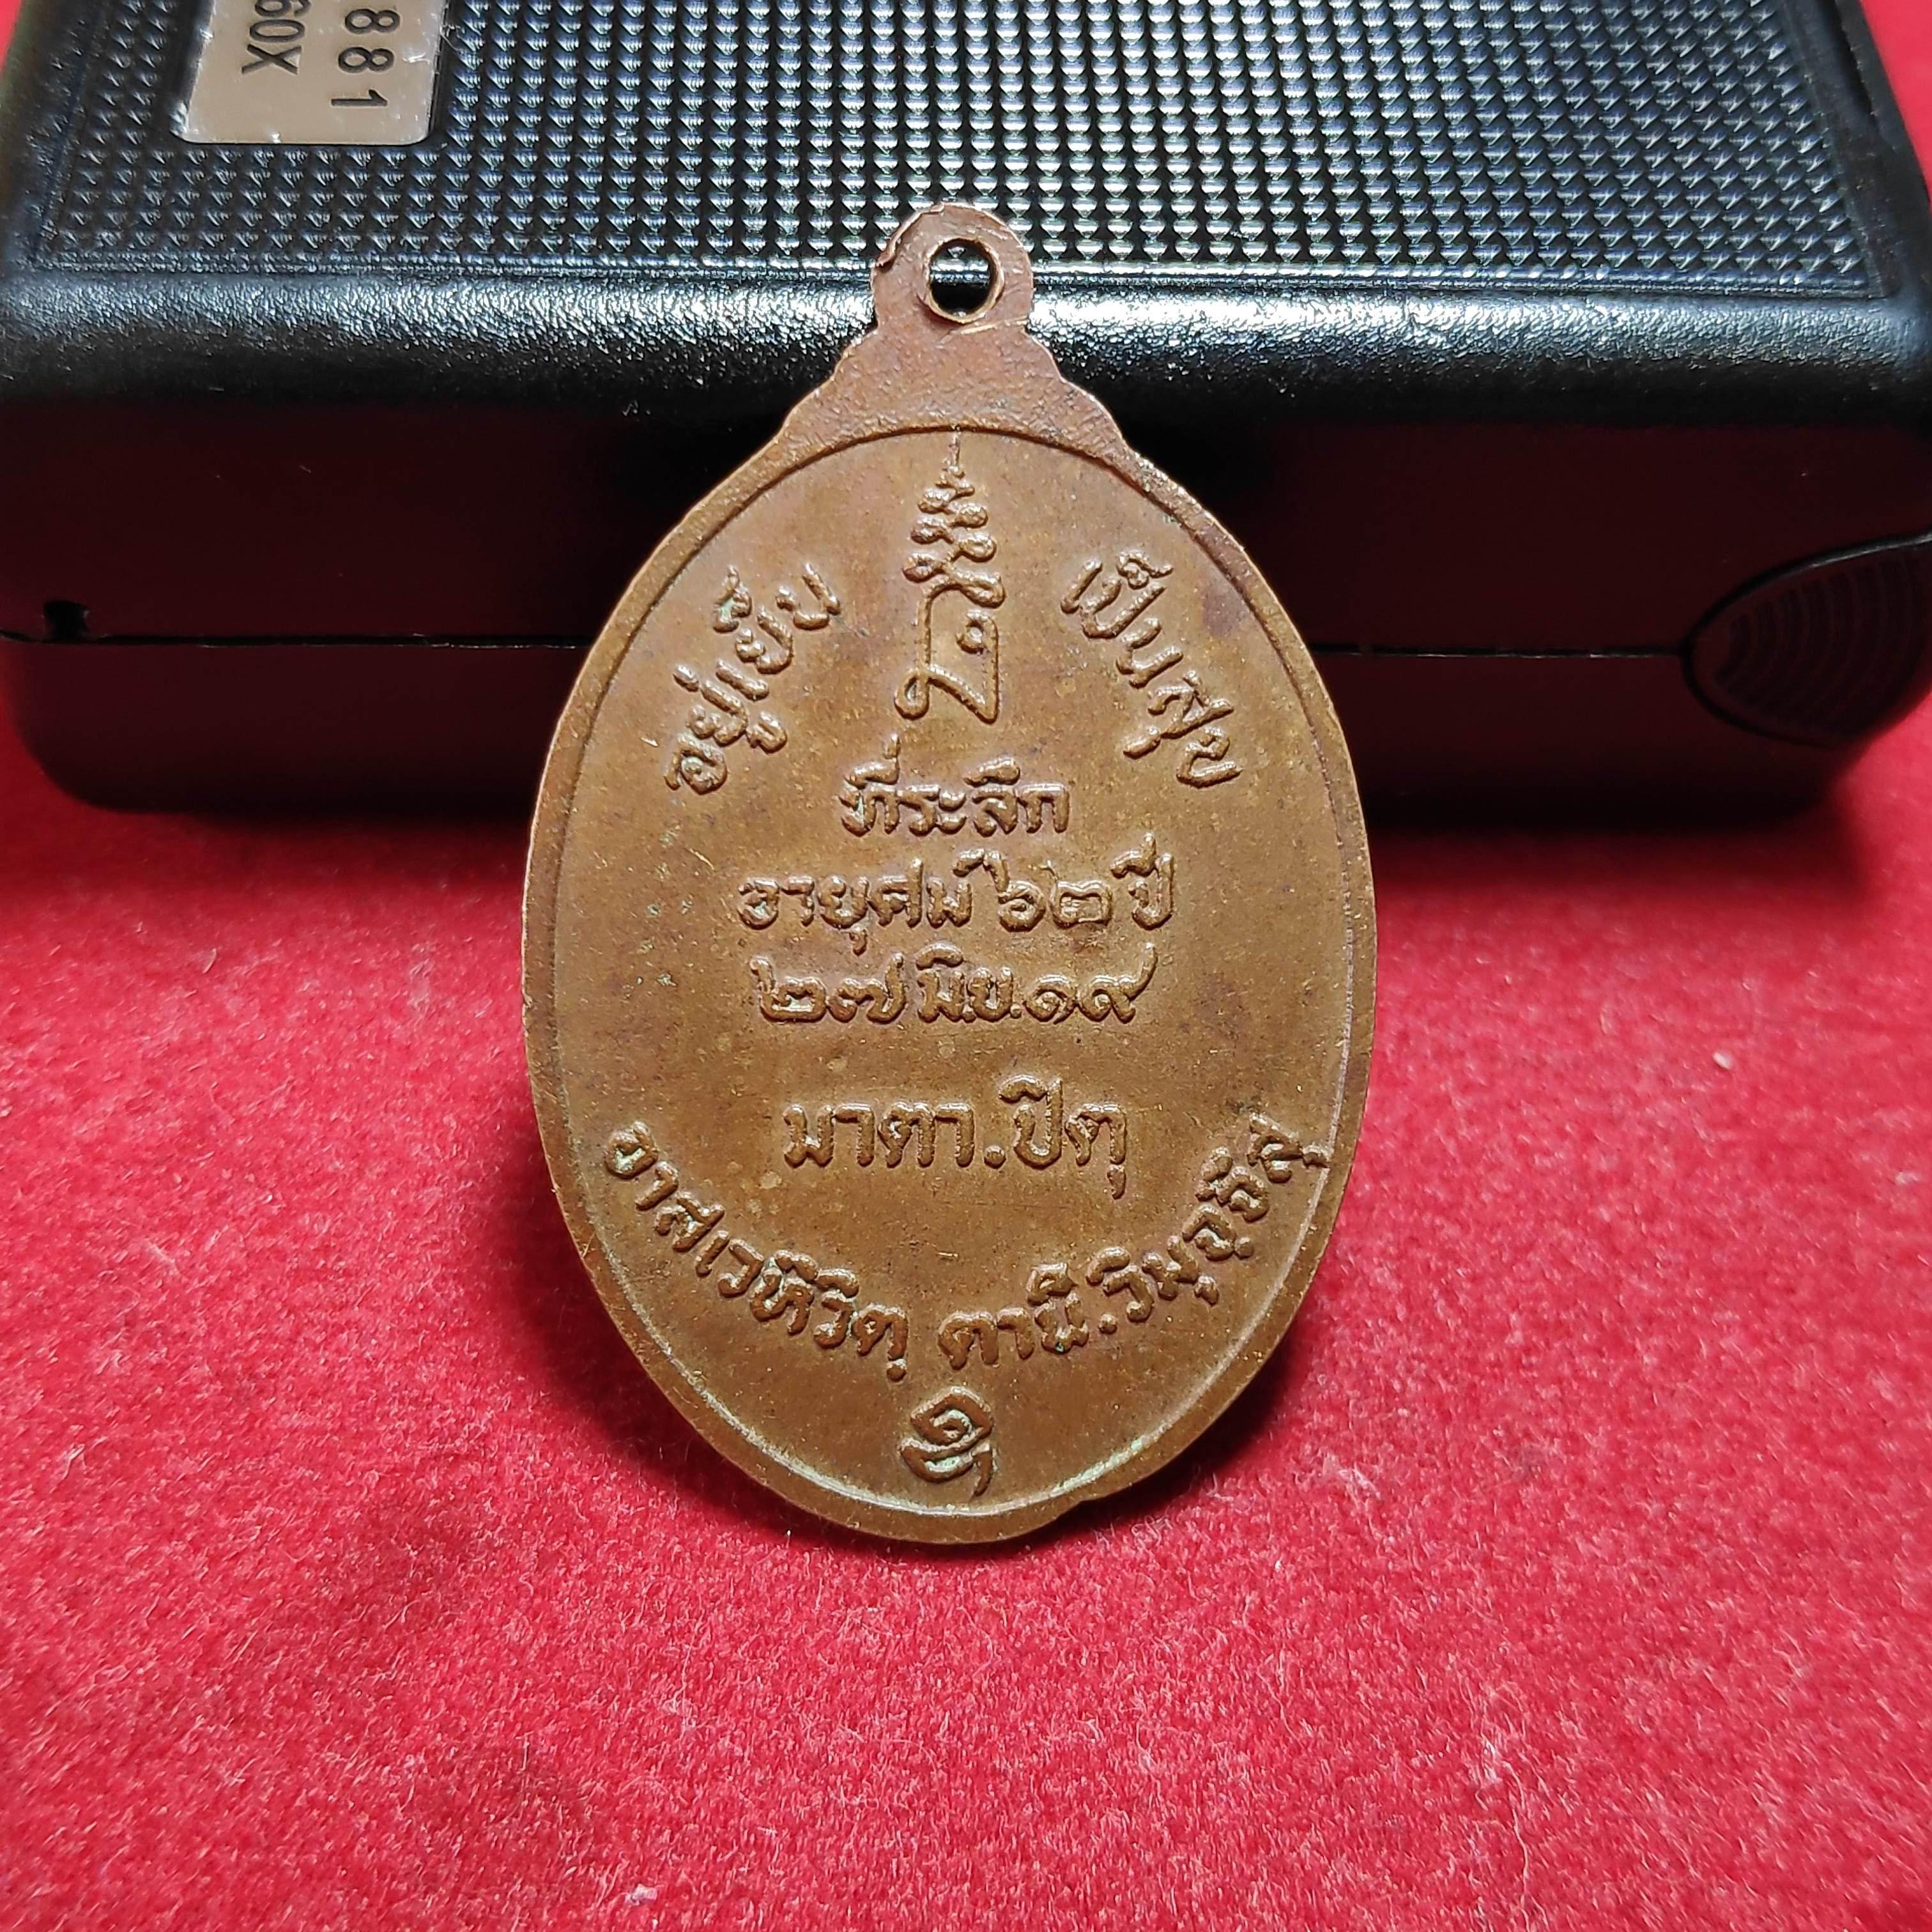 881
60X
อยู่เย็น เป็นสุข
ที่ระลึก
อายุครบ ๖๓ ปี
๒๗ มิ.ย. ๑๙
มาตา.ปิตุ
อาสเวหิวิตฺ ตานิ.วิมุจฺจึสุ